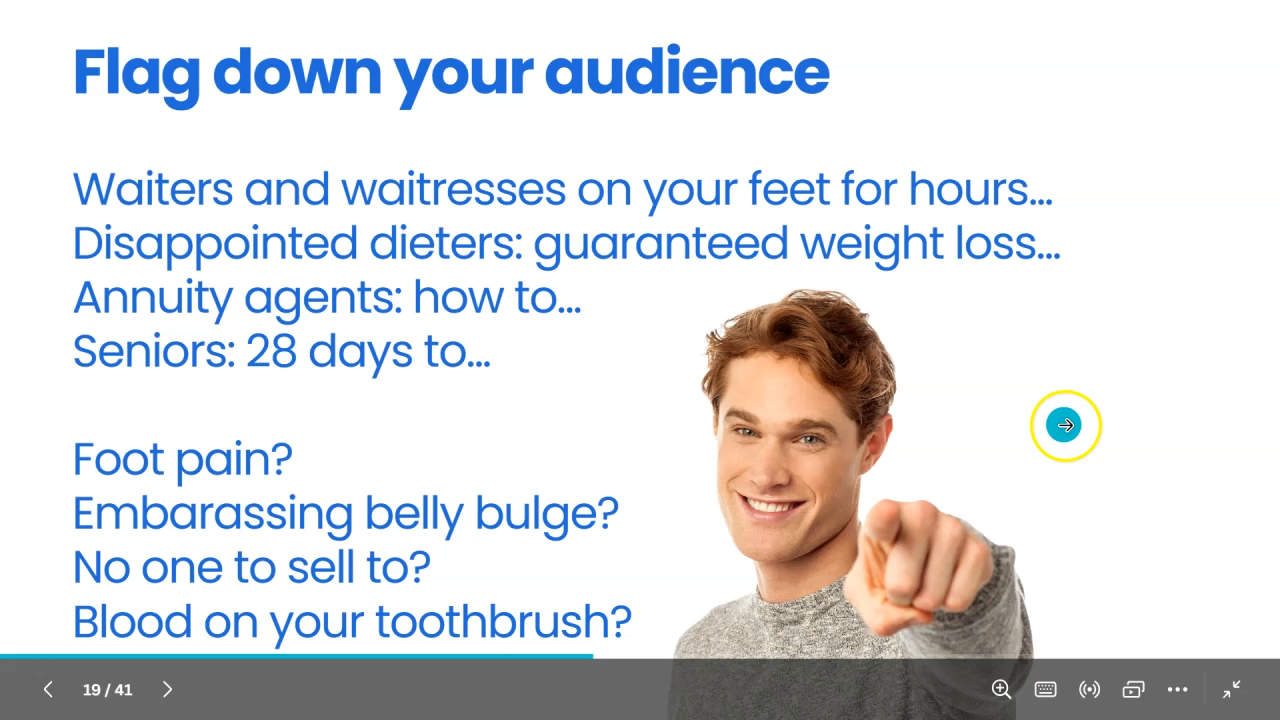 Flag down your audience
Waiters and waitresses on your feet for hours...
Disappointed dieters: guaranteed weight loss...
Annuity agents: how to...
Seniors: 28 days to...
Foot pain?
Embarassing belly bulge?
No one to sell to?
Blood on your toothbrush?
19 / 41